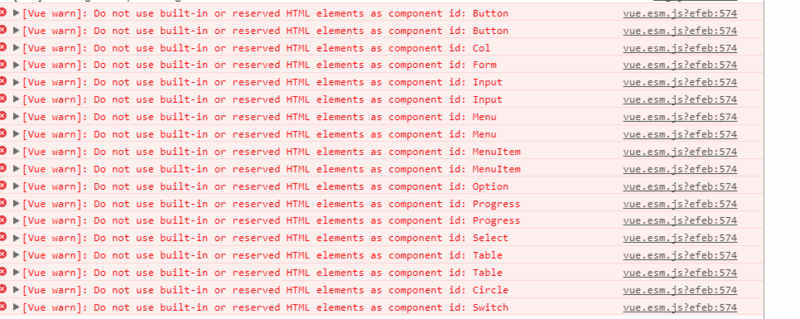 [Vue warn]: Do not use built-in or reserved HTML elements as component id: Button vue.esm.js?efeb:574
[Vue warn]: Do not use built-in or reserved HTML elements as component id: Button vue.esm.js?efeb:574
[Vue warn]: Do not use built-in or reserved HTML elements as component id: Col vue.esm.js?efeb:574
[Vue warn]: Do not use built-in or reserved HTML elements as component id: Form vue.esm.js?efeb:574
[Vue warn]: Do not use built-in or reserved HTML elements as component id: Input vue.esm.js?efeb:574
[Vue warn]: Do not use built-in or reserved HTML elements as component id: Input vue.esm.js?efeb:574
[Vue warn]: Do not use built-in or reserved HTML elements as component id: Menu vue.esm.js?efeb:574
[Vue warn]: Do not use built-in or reserved HTML elements as component id: Menu vue.esm.js?efeb:574
[Vue warn]: Do not use built-in or reserved HTML elements as component id: MenuItem vue.esm.js?efeb:574
[Vue warn]: Do not use built-in or reserved HTML elements as component id: MenuItem vue.esm.js?efeb:574
[Vue warn]: Do not use built-in or reserved HTML elements as component id: Option vue.esm.js?efeb:574
[Vue warn]: Do not use built-in or reserved HTML elements as component id: Progress vue.esm.js?efeb:574
[Vue warn]: Do not use built-in or reserved HTML elements as component id: Progress vue.esm.js?efeb:574
[Vue warn]: Do not use built-in or reserved HTML elements as component id: Select vue.esm.js?efeb:574
[Vue warn]: Do not use built-in or reserved HTML elements as component id: Table vue.esm.js?efeb:574
[Vue warn]: Do not use built-in or reserved HTML elements as component id: Table vue.esm.js?efeb:574
[Vue warn]: Do not use built-in or reserved HTML elements as component id: Circle vue.esm.js?efeb:574
[Vue warn]: Do not use built-in or reserved HTML elements as component id: Switch vue.esm.js?efeb:574